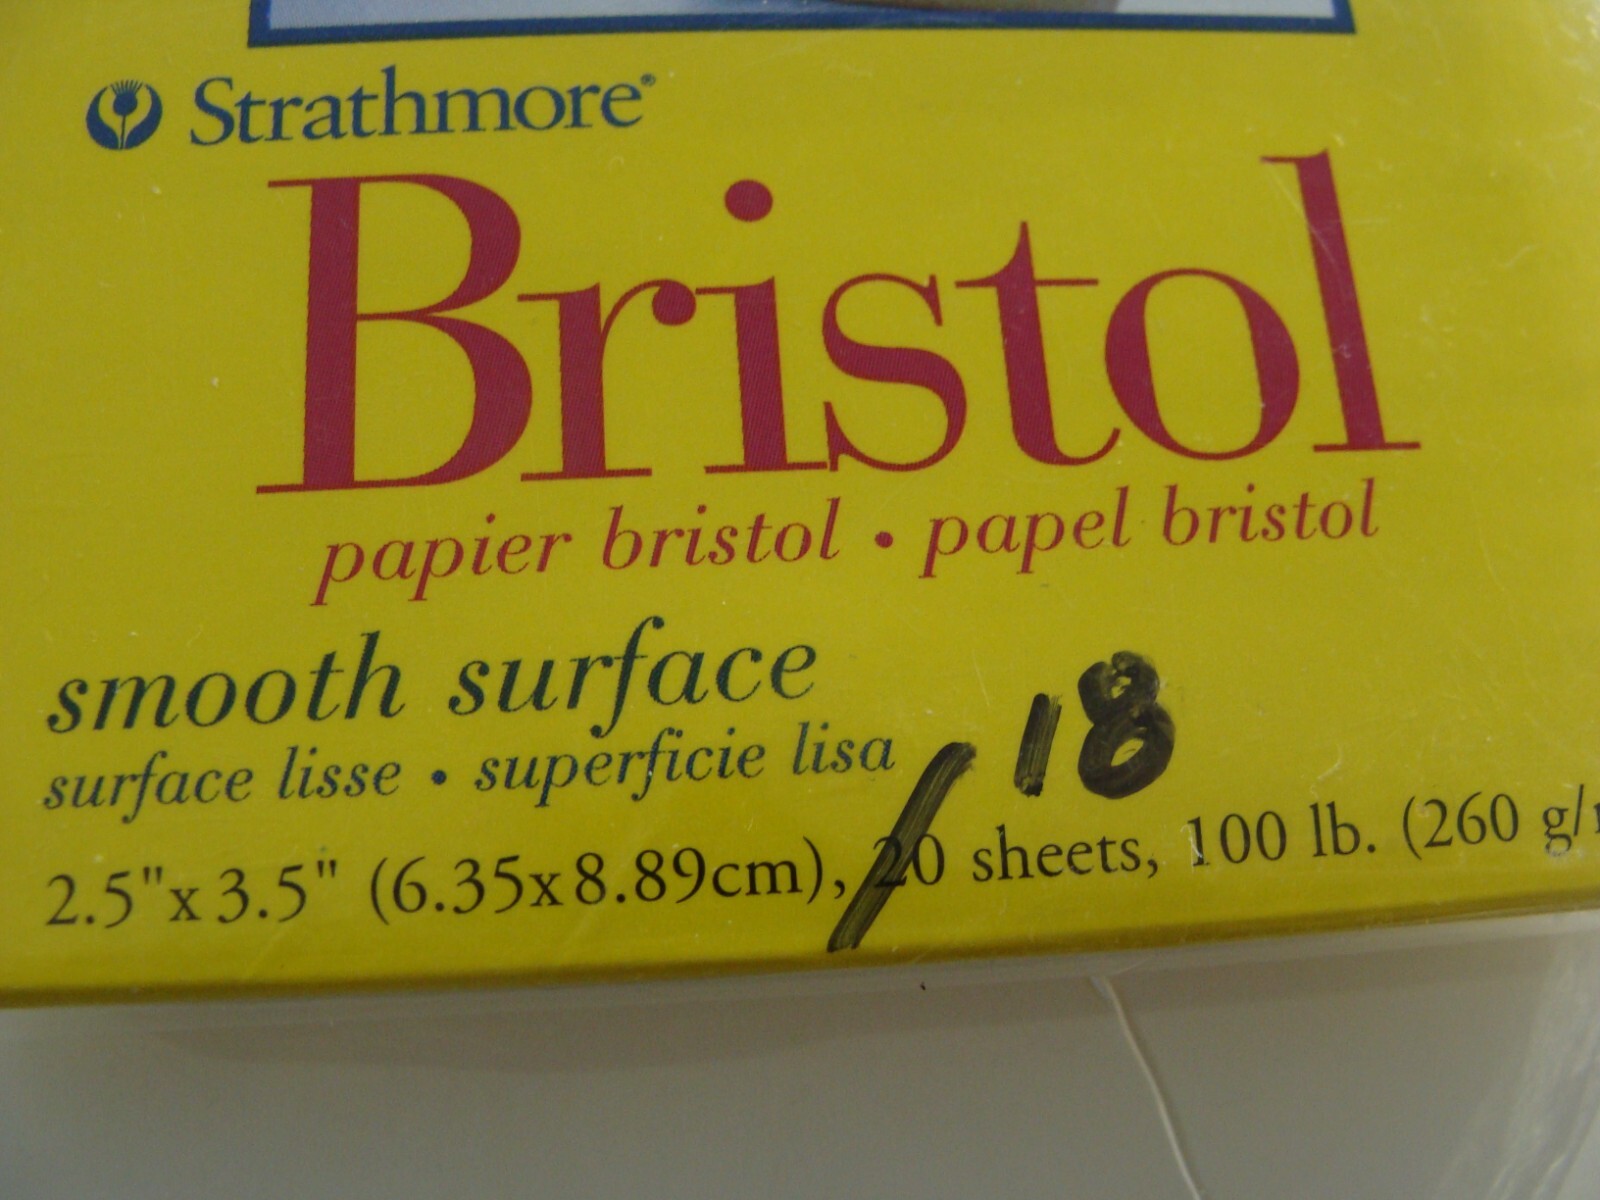 Strathmore®
Bristol
papier bristol • papel bristol
smooth surface
surface lisse • superficie lisa
18
2.5"x3.5" (6.35x8.89cm), 20 sheets, 100 lb. (260 g/